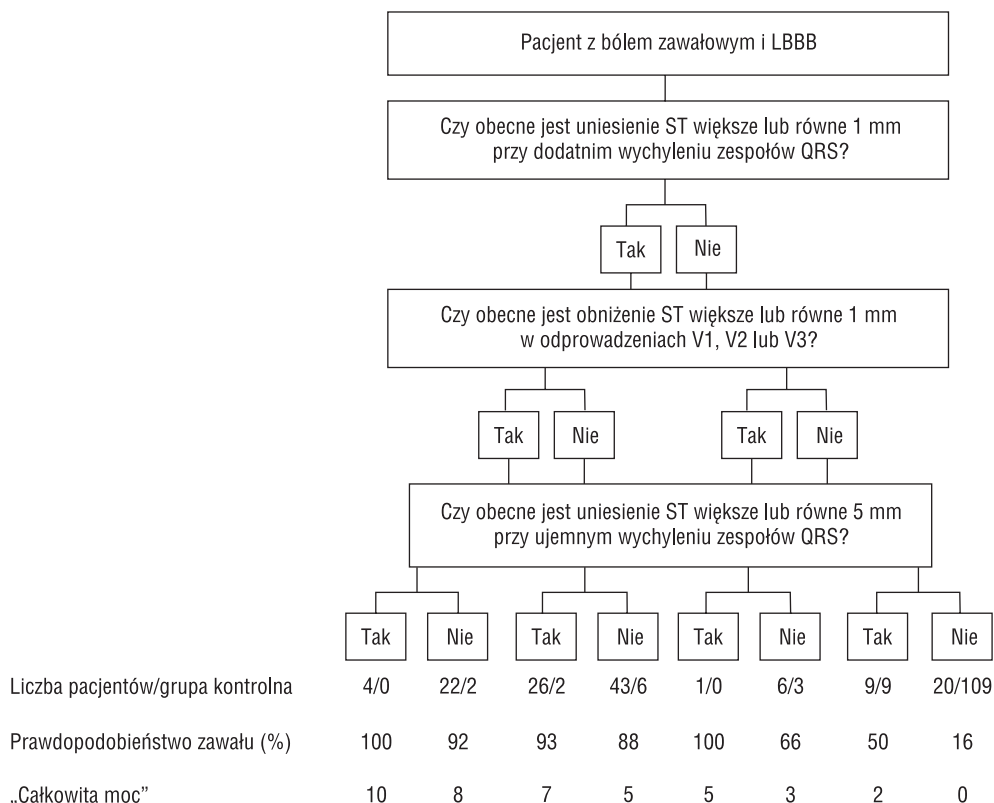 Pacjent z bólem zawałowym i LBBB
Czy obecne jest uniesienie ST większe lub równe 1 mm
przy dodatnim wychyleniu zespołów QRS?
Tak Nie
Czy obecne jest obniżenie ST większe lub równe 1 mm
w odprowadzeniach V1, V2 lub V3?
Tak Nie Tak Nie
Czy obecne jest uniesienie ST większe lub równe 5 mm
przy ujemnym wychyleniu zespołów QRS?
Tak Nie Tak Nie Tak Nie Tak Nie
Liczba pacjentów/grupa kontrolna 4/0 22/2 26/2 43/6 1/0 6/3 9/9 20/109
Prawdopodobieństwo zawału (%) 100 92 93 88 100 66 50 16
„Całkowita moc” 10 8 7 5 5 3 2 0